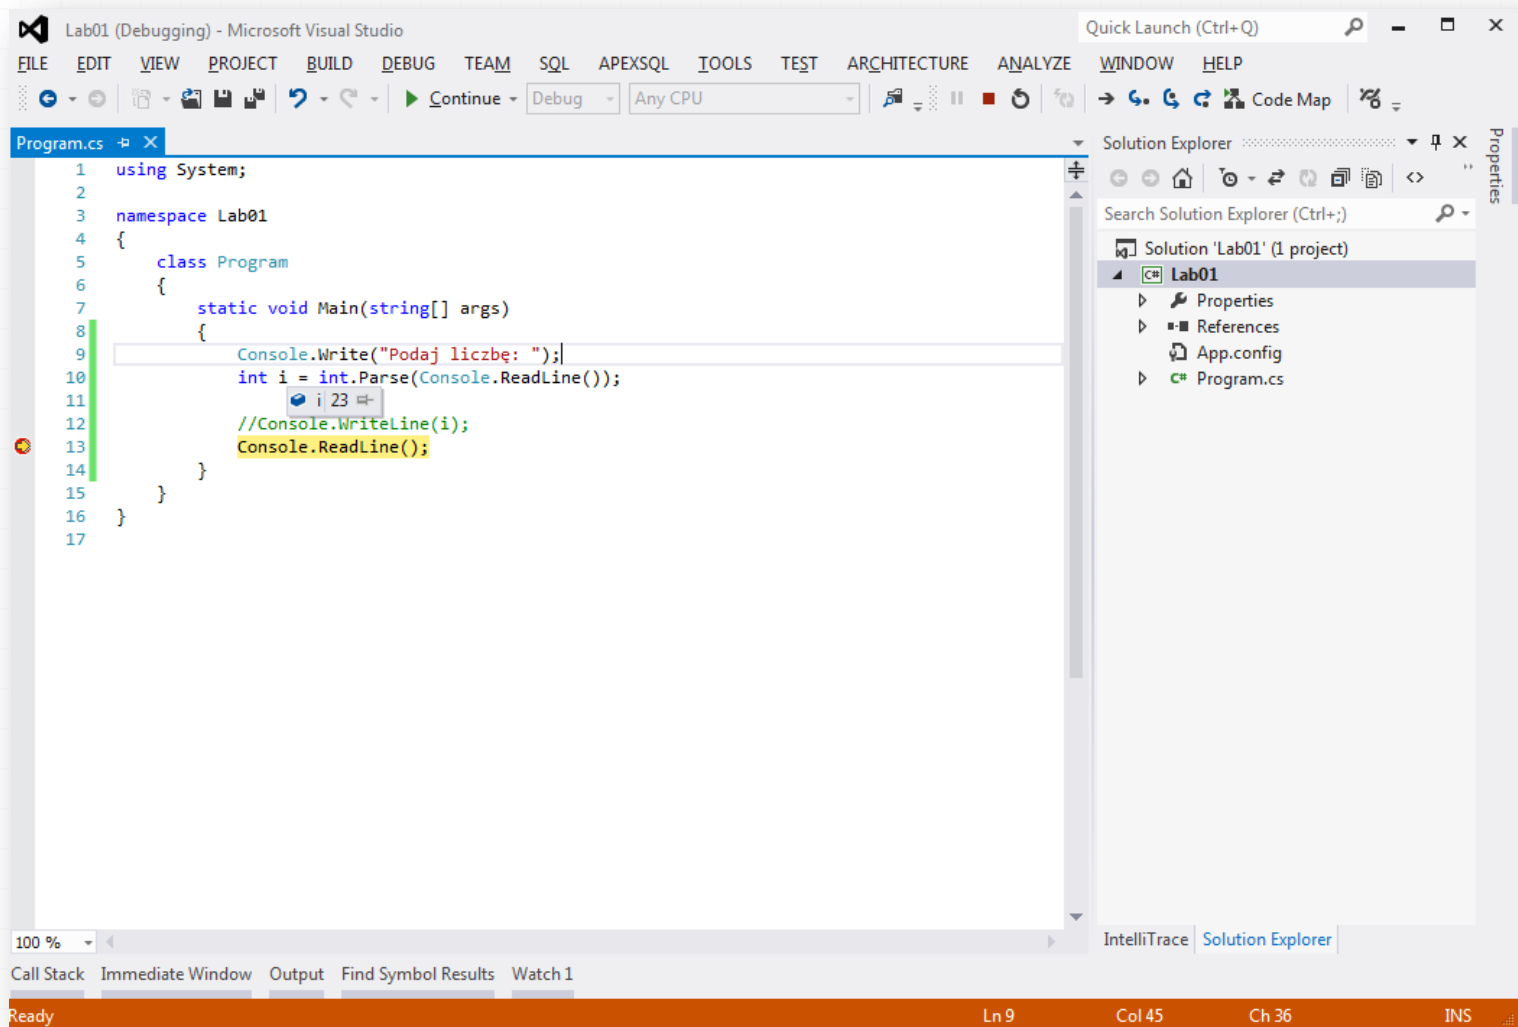 Lab01 (Debugging) - Microsoft Visual Studio
Quick Launch (Ctrl+Q)
FILE EDIT VIEW PROJECT BUILD DEBUG TEAM SQL APEXSQL TOOLS TEST ARCHITECTURE ANALYZE WINDOW HELP
Continue Debug Any CPU Code Map
Program.cs
1 using System;
2
3 namespace Lab01
4 {
5 class Program
6 {
7 static void Main(string[] args)
8 {
9 Console.Write("Podaj liczbę: ");
10 int i = int.Parse(Console.ReadLine());
11 i 23
12 //Console.WriteLine(i);
13 Console.ReadLine();
14 }
15 }
16 }
17
100 %
Solution Explorer
Search Solution Explorer (Ctrl+;)
Solution 'Lab01' (1 project)
C# Lab01
Properties
References
App.config
C# Program.cs
IntelliTrace Solution Explorer
Properties
Call Stack Immediate Window Output Find Symbol Results Watch 1
Ready Ln 9 Col 45 Ch 36 INS